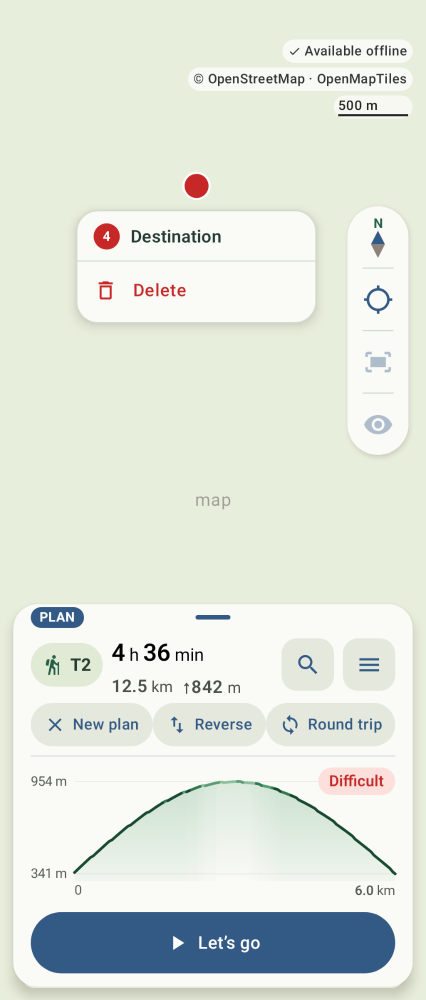 Available offline
© OpenStreetMap · OpenMapTiles
500 m
4 Destination
Delete
N
map
PLAN
T2
4 h 36 min
12.5 km ↑842 m
New plan
Reverse
Round trip
954 m
Difficult
341 m
0
6.0 km
Let's go